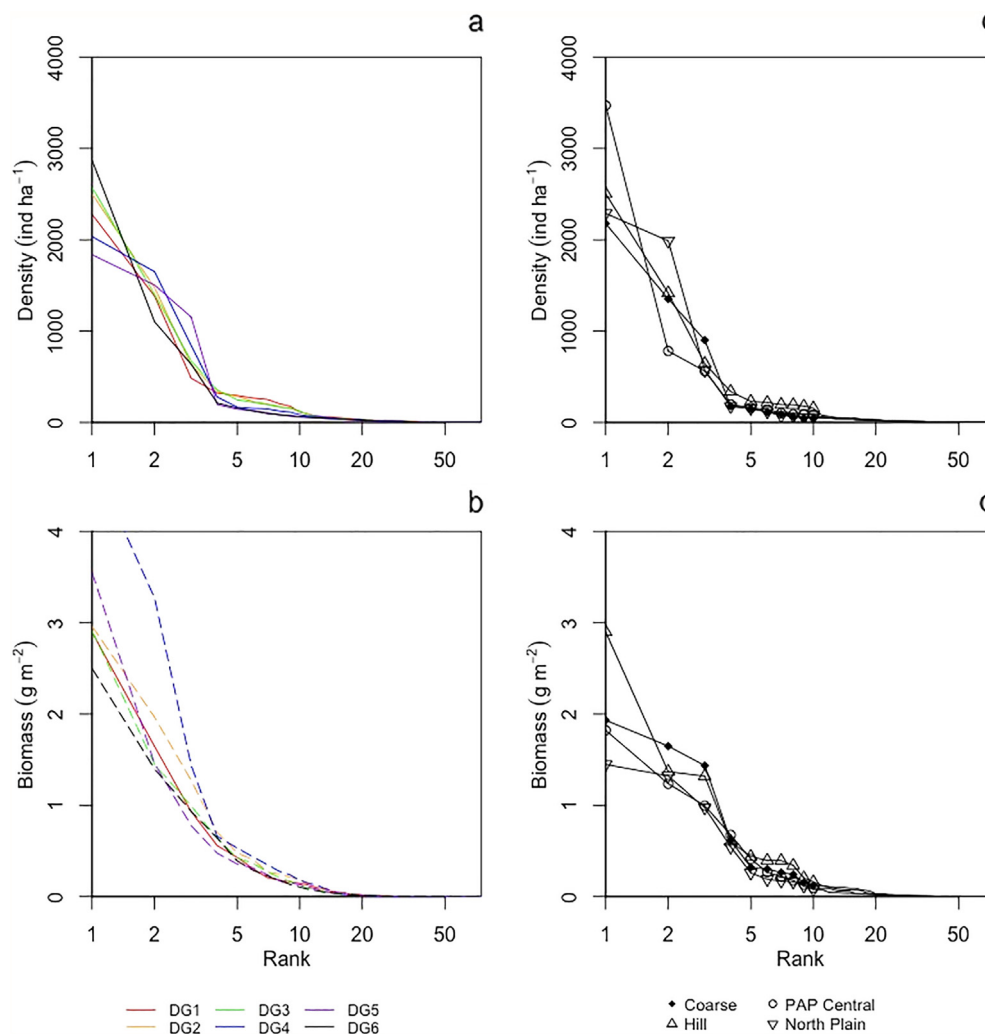 a
Density (ind ha⁻¹)
4000
3000
2000
1000
0
1 2 5 10 20 50
Density (ind ha⁻¹)
4000
3000
2000
1000
0
1 2 5 10 20 50
b
Biomass (g m⁻²)
4
3
2
1
0
1 2 5 10 20 50
Rank
Biomass (g m⁻²)
4
3
2
1
0
1 2 5 10 20 50
Rank
DG1 DG3 DG5
DG2 DG4 DG6
Coarse PAP Central
Hill North Plain